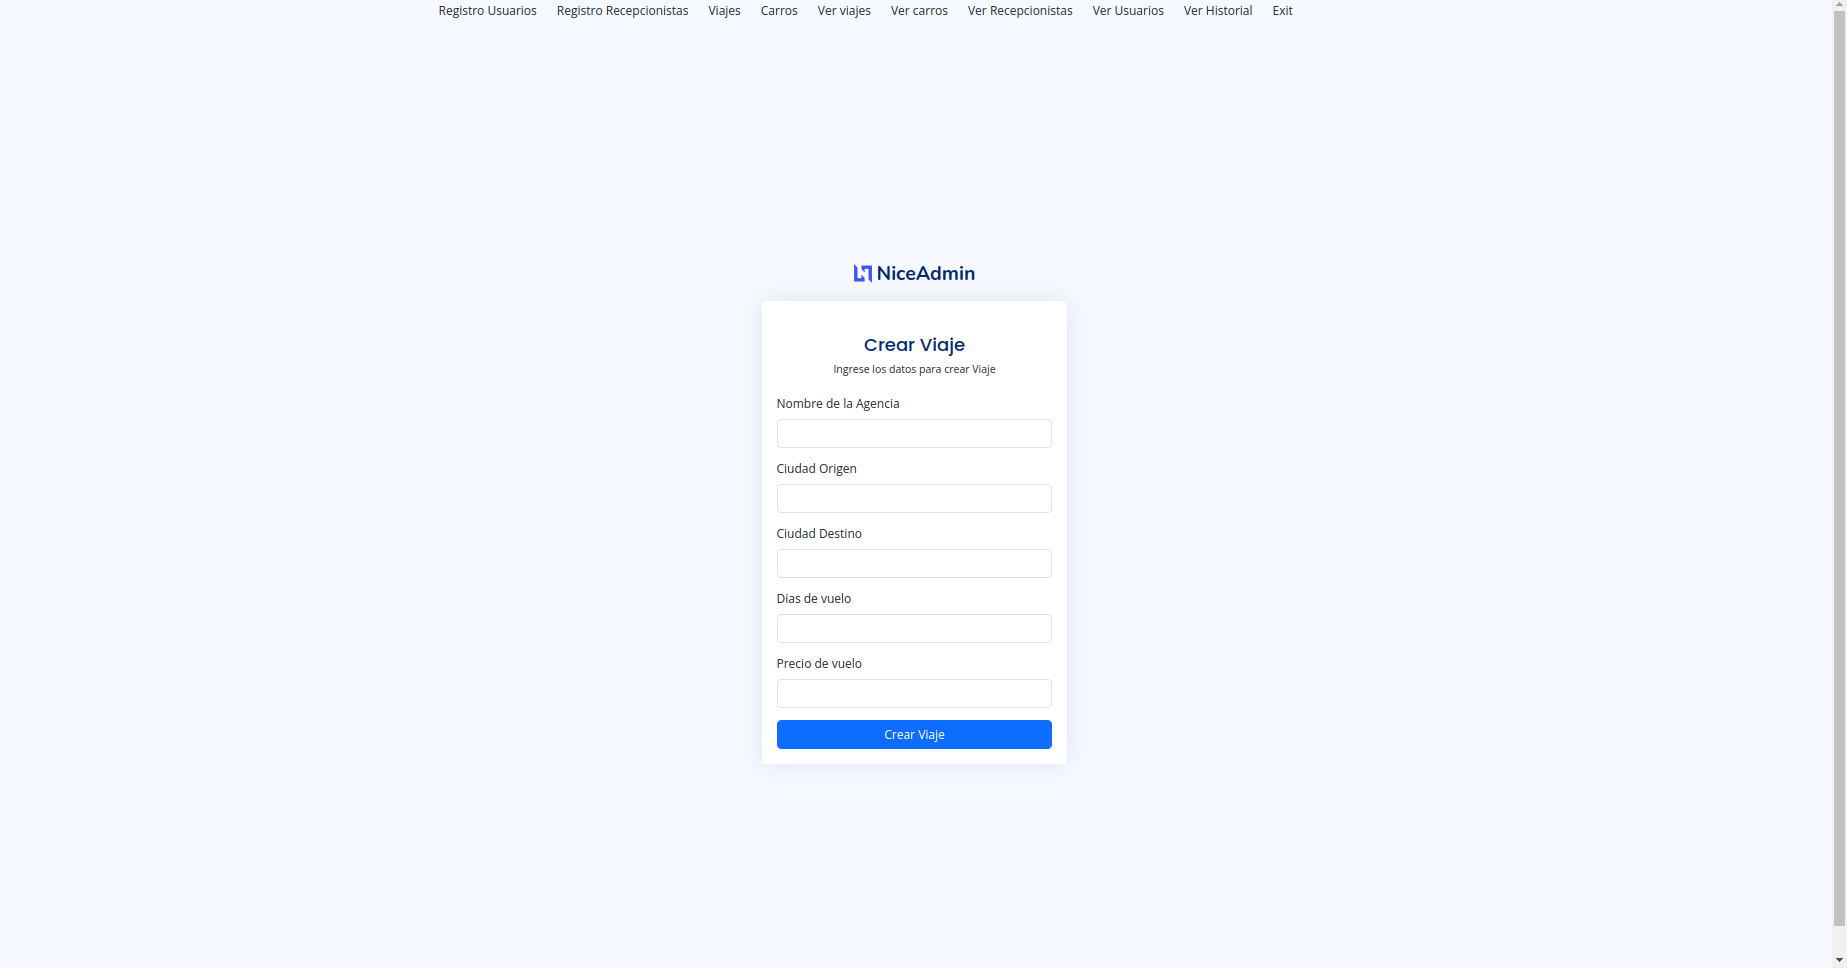 Registro Usuarios Registro Recepcionistas Viajes Carros Ver viajes Ver carros Ver Recepcionistas Ver Usuarios Ver Historial Exit
NiceAdmin
Crear Viaje
Ingrese los datos para crear Viaje
Nombre de la Agencia
Ciudad Origen
Ciudad Destino
Dias de vuelo
Precio de vuelo
Crear Viaje